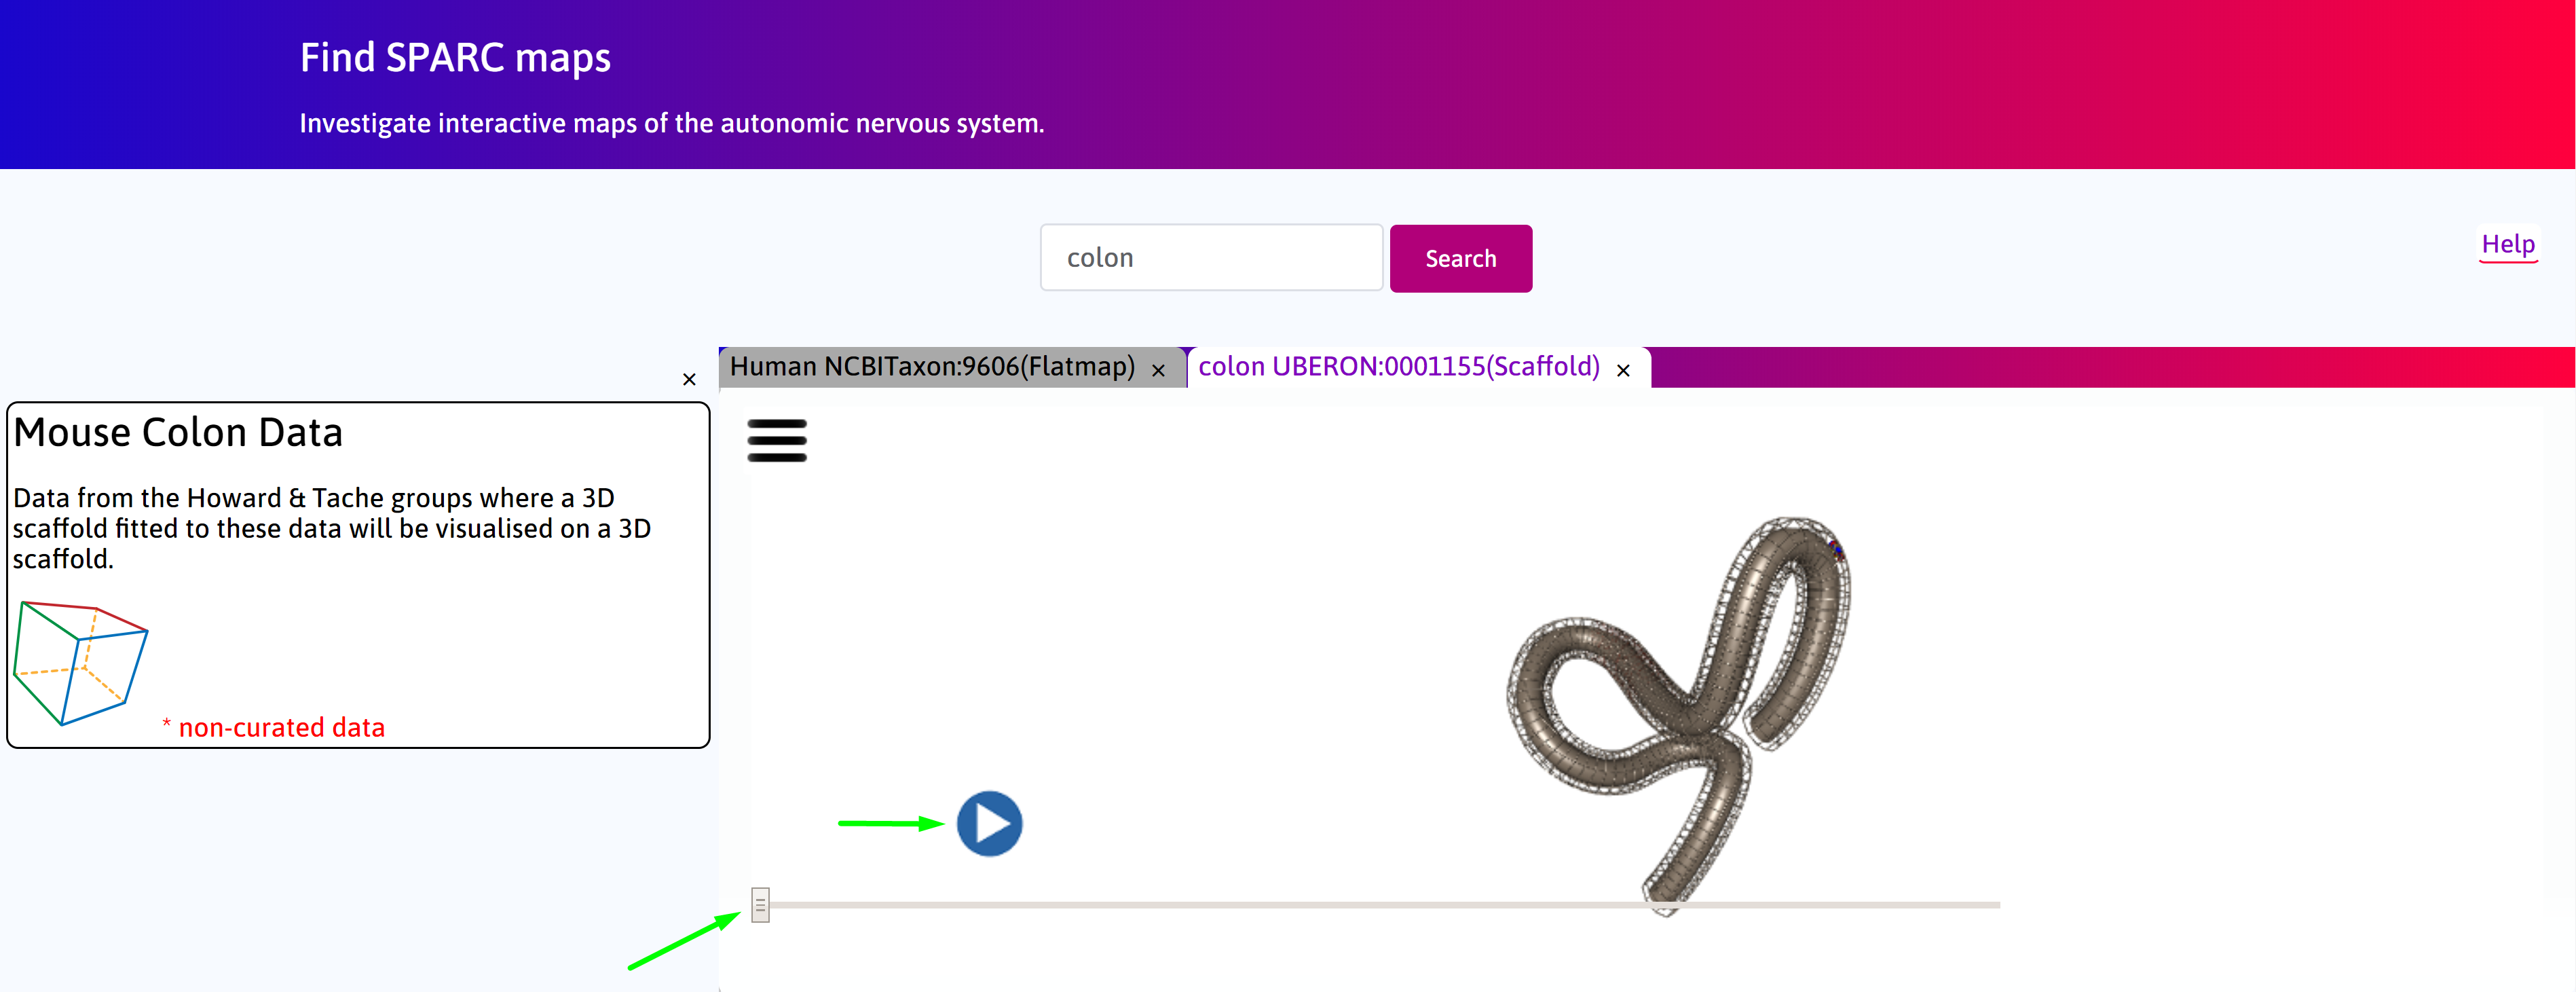 Find SPARC maps
Investigate interactive maps of the autonomic nervous system.
colon
Search
Help
Human NCBITaxon:9606(Flatmap) ×
colon UBERON:0001155(Scaffold) ×
×
Mouse Colon Data
Data from the Howard & Tache groups where a 3D
scaffold fitted to these data will be visualised on a 3D
scaffold.
* non-curated data